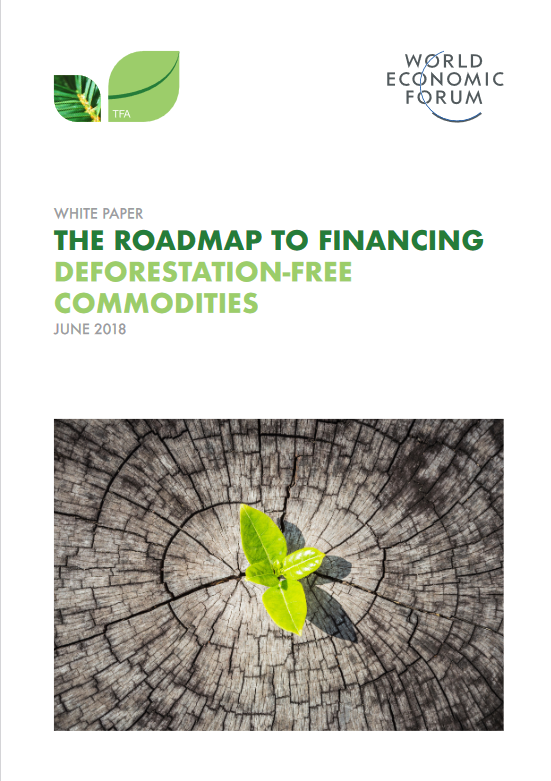 TFA
WORLD
ECONOMIC
FORUM
WHITE PAPER
THE ROADMAP TO FINANCING
DEFORESTATION-FREE
COMMODITIES
JUNE 2018